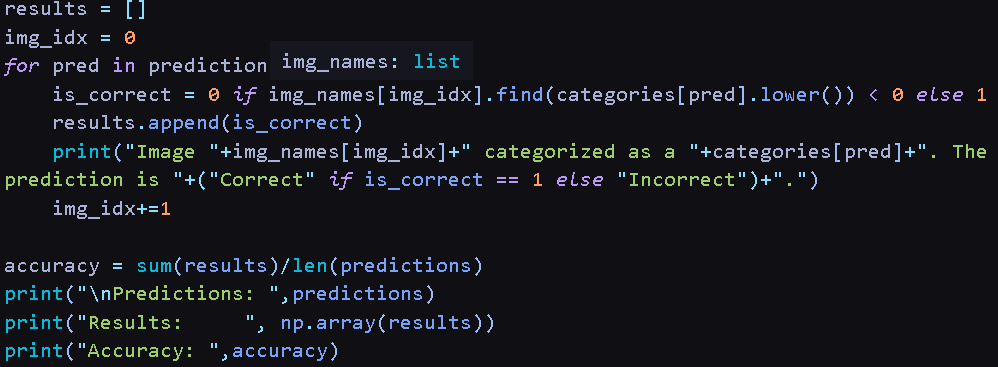 results = []
img_idx = 0
for pred in prediction
img_names: list
    is_correct = 0 if img_names[img_idx].find(categories[pred].lower()) < 0 else 1
    results.append(is_correct)
    print("Image "+img_names[img_idx]+" categorized as a "+categories[pred]+". The
prediction is "+("Correct" if is_correct == 1 else "Incorrect")+".")
    img_idx+=1

accuracy = sum(results)/len(predictions)
print("\nPredictions: ",predictions)
print("Results:     ", np.array(results))
print("Accuracy: ",accuracy)